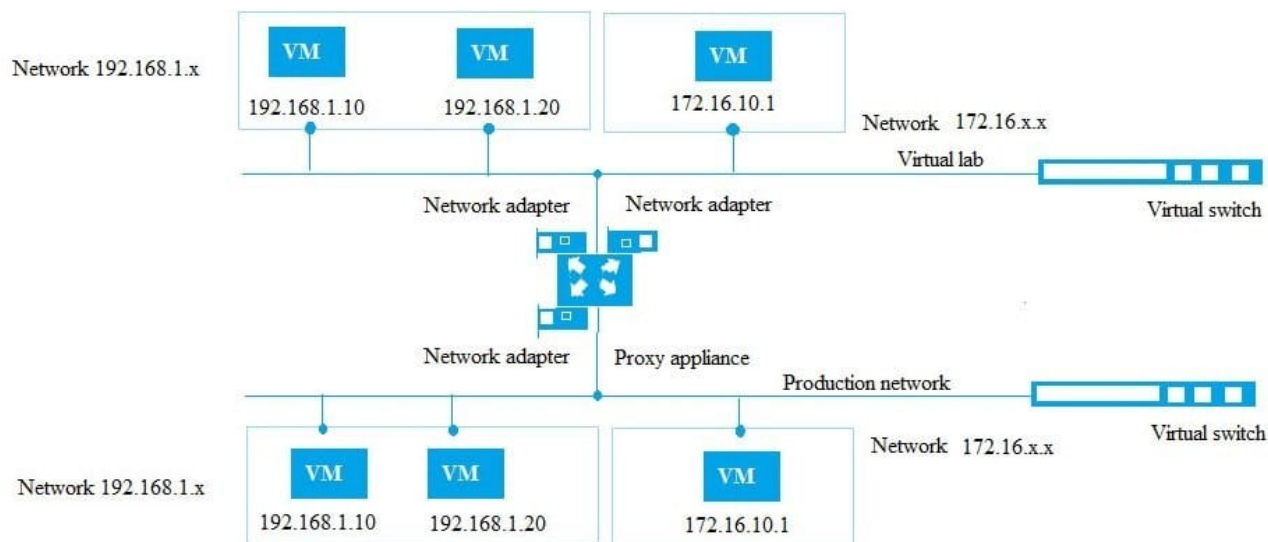 VM
VM
VM
Network 192.168.1.x
192.168.1.10
192.168.1.20
172.16.10.1
Network 172.16.x.x
Virtual lab
Network adapter
Network adapter
Virtual switch
Network adapter
Proxy appliance
Production network
Virtual switch
Network 172.16.x.x
VM
VM
VM
Network 192.168.1.x
192.168.1.10
192.168.1.20
172.16.10.1